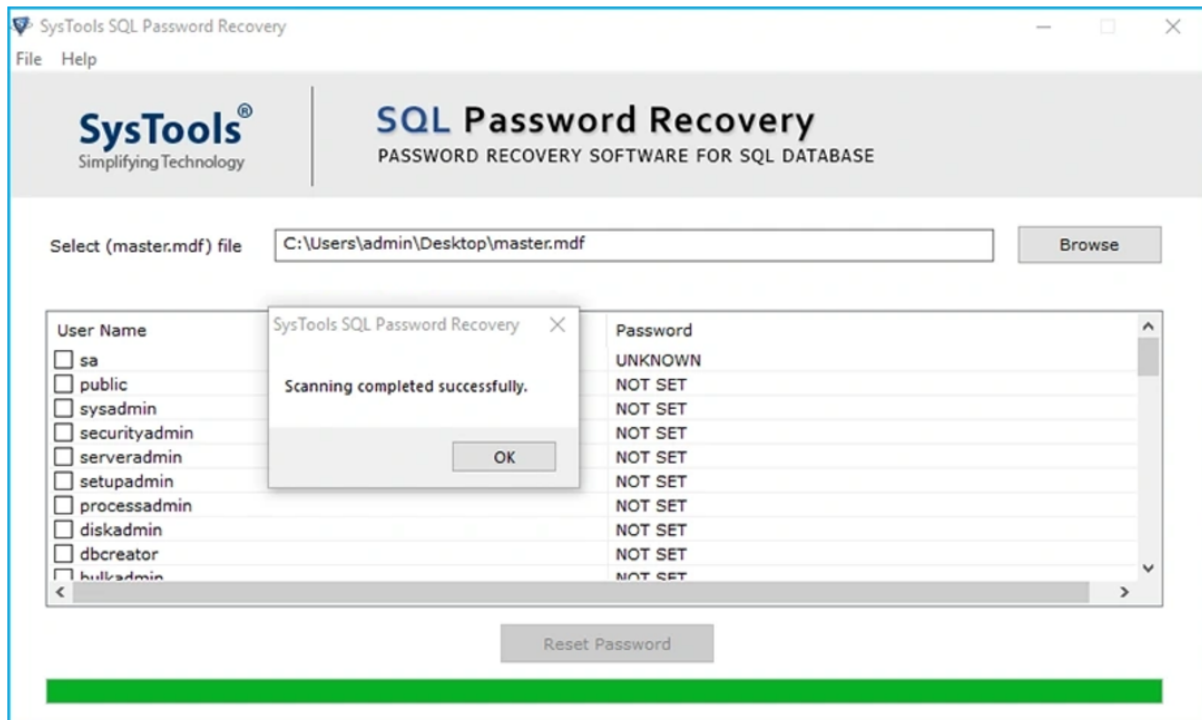 SysTools SQL Password Recovery
File Help
SysTools®
Simplifying Technology
SQL Password Recovery
PASSWORD RECOVERY SOFTWARE FOR SQL DATABASE
Select (master.mdf) file C:\Users\admin\Desktop\master.mdf Browse
User Name Password
sa UNKNOWN
public NOT SET
sysadmin NOT SET
securityadmin NOT SET
serveradmin NOT SET
setupadmin NOT SET
processadmin NOT SET
diskadmin NOT SET
dbcreator NOT SET
bulkadmin NOT SET
SysTools SQL Password Recovery
Scanning completed successfully.
OK
Reset Password